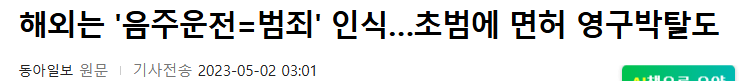 해외는 '음주운전=범죄' 인식…초범에 면허 영구박탈도
동아일보 원문 기사전송 2023-05-02 03:01